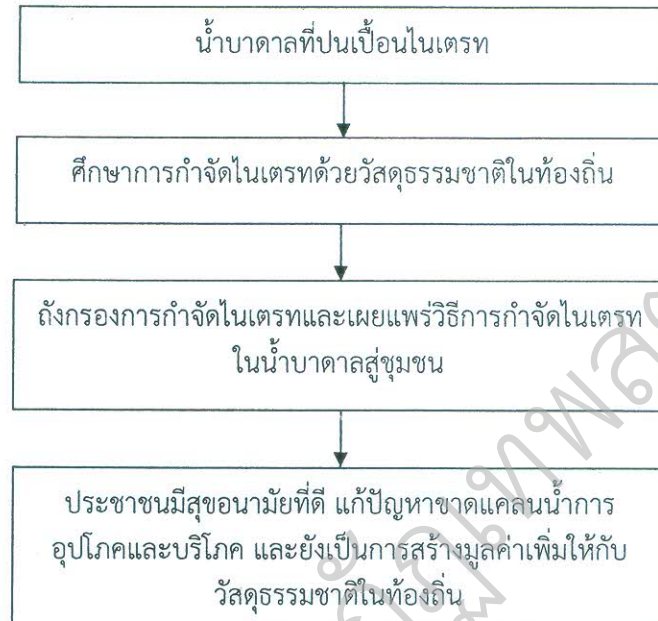 น้ำบาดาลที่ปนเปื้อนไนเตรท
ศึกษาการกำจัดไนเตรทด้วยวัสดุธรรมชาติในท้องถิ่น
ถังกรองการกำจัดไนเตรทและเผยแพร่วิธีการกำจัดไนเตรท
ในน้ำบาดาลสู่ชุมชน
ประชาชนมีสุขอนามัยที่ดี แก้ปัญหาขาดแคลนน้ำการ
อุปโภคและบริโภค และยังเป็นการสร้างมูลค่าเพิ่มให้กับ
วัสดุธรรมชาติในท้องถิ่น